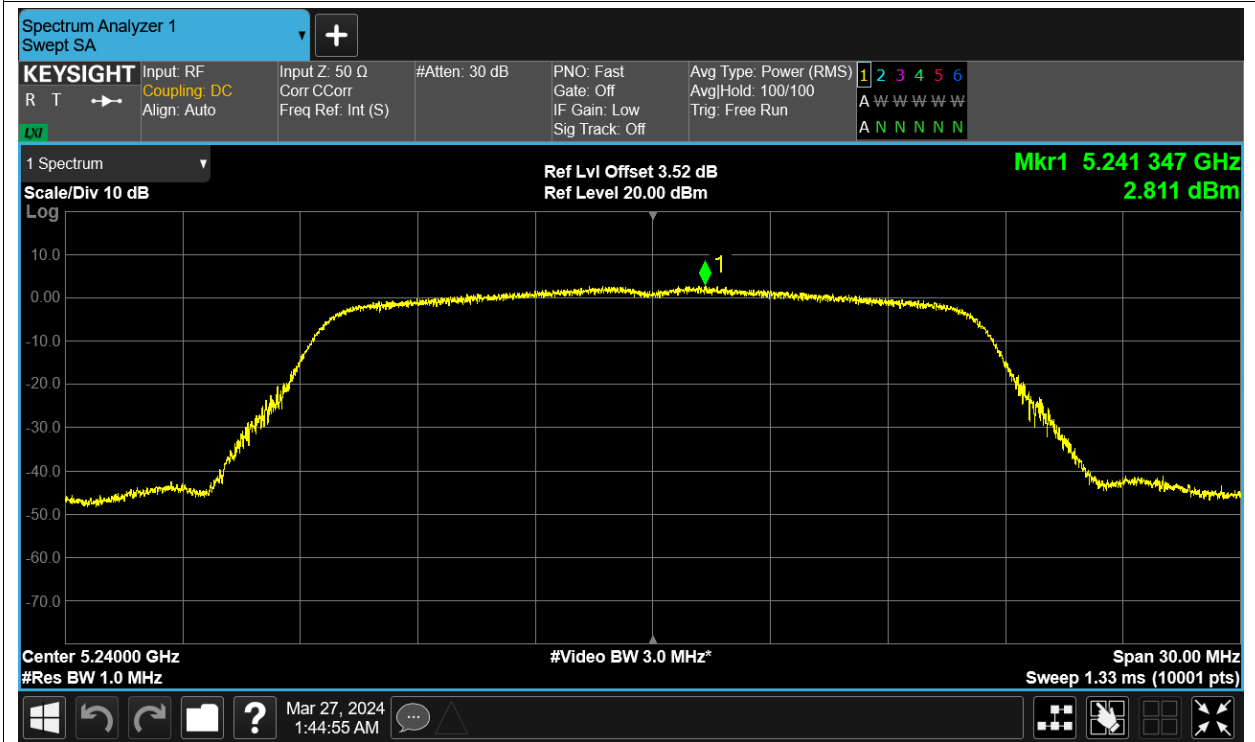 Spectrum Analyzer 1
Swept SA
+
KEYSIGHT
R T
LXI
Input: RF
Coupling: DC
Align: Auto
Input Z: 50 Ω
Corr CCorr
Freq Ref: Int (S)
#Atten: 30 dB
PNO: Fast
Gate: Off
IF Gain: Low
Sig Track: Off
Avg Type: Power (RMS)
Avg|Hold: 100/100
Trig: Free Run
1 2 3 4 5 6
A W W W W W
A N N N N N
1 Spectrum
Scale/Div 10 dB
Log
Ref Lvl Offset 3.52 dB
Ref Level 20.00 dBm
Mkr1 5.241 347 GHz
2.811 dBm
1
10.0
0.00
-10.0
-20.0
-30.0
-40.0
-50.0
-60.0
-70.0
Center 5.24000 GHz
#Res BW 1.0 MHz
#Video BW 3.0 MHz*
Span 30.00 MHz
Sweep 1.33 ms (10001 pts)
?
Mar 27, 2024
1:44:55 AM